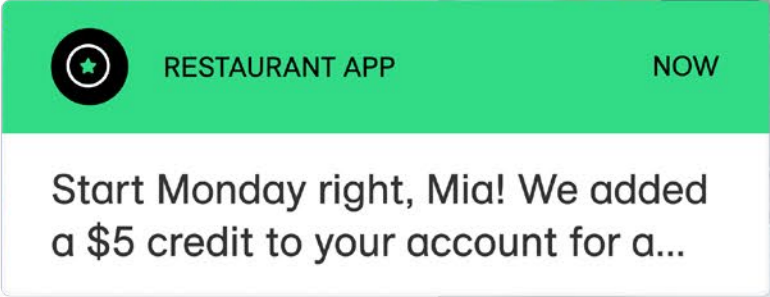 RESTAURANT APP NOW
Start Monday right, Mia! We added
a $5 credit to your account for a...